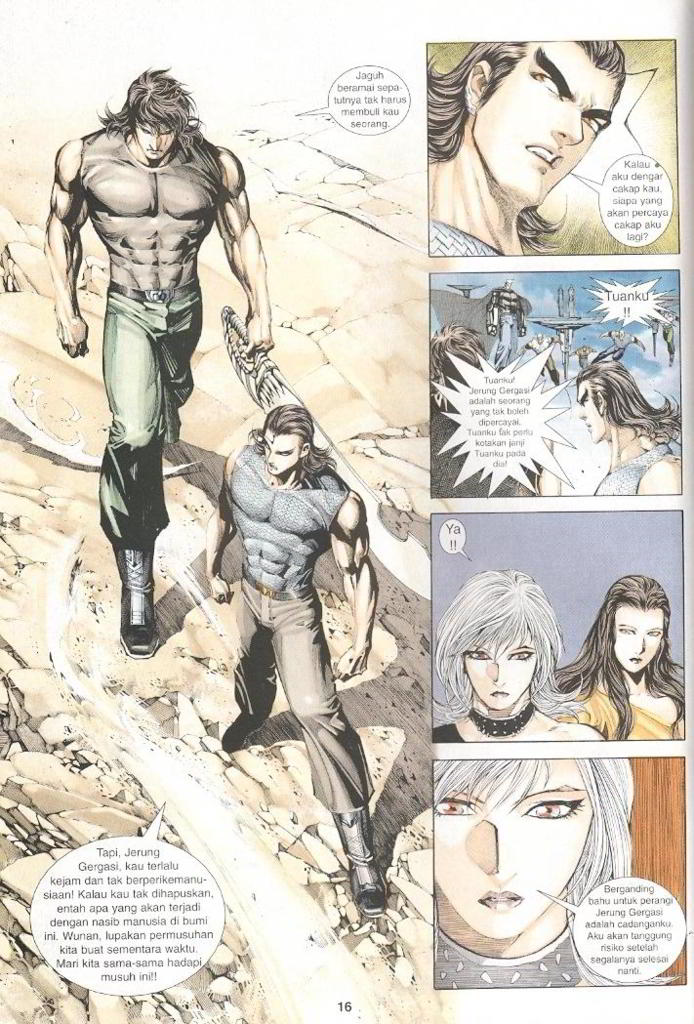 Jaguh
beramai sepa-
tutnya tak harus
membuli kau
seorang.
Tapi, Jerung
Gergasi, kau terlalu
kejam dan tak berperikemanu-
siaan! Kalau kau tak dihapuskan,
entah apa yang akan terjadi
dengan nasib manusia di bumi
ini. Wunan, lupakan permusuhan
kita buat sementara waktu.
Mari kita sama-sama hadapi
musuh ini!!
Kalau
aku dengar
cakap kau,
siapa yang
akan percaya
cakap aku
lagi?
Tuanku
!!
Tuanku!
Jerung Gergasi
adalah seorang
yang tak boleh
dipercayai.
Tuanku tak perlu
kotakan janji
Tuanku pada
dia!
Ya
!!
Berganding
bahu untuk perangi
Jerung Gergasi
adalah cadanganku.
Aku akan tanggung
risiko setelah
segalanya selesai
nanti.
16